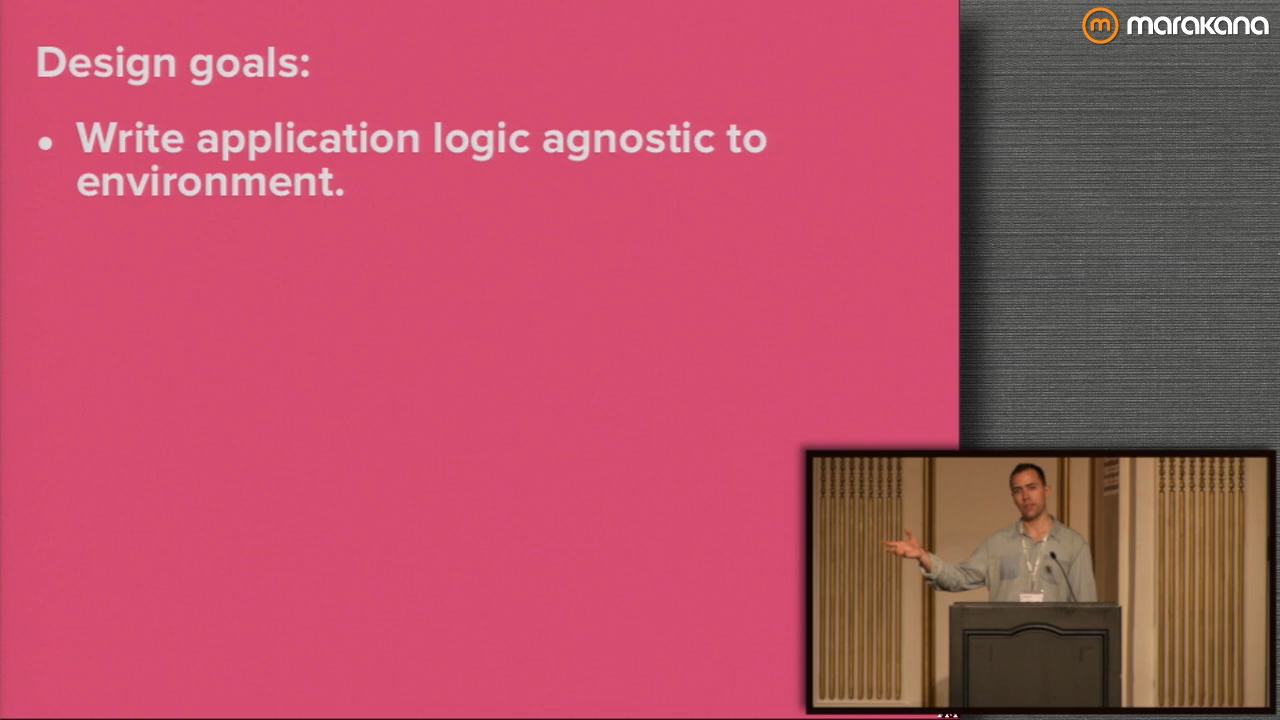 marakana
Design goals:
• Write application logic agnostic to
environment.